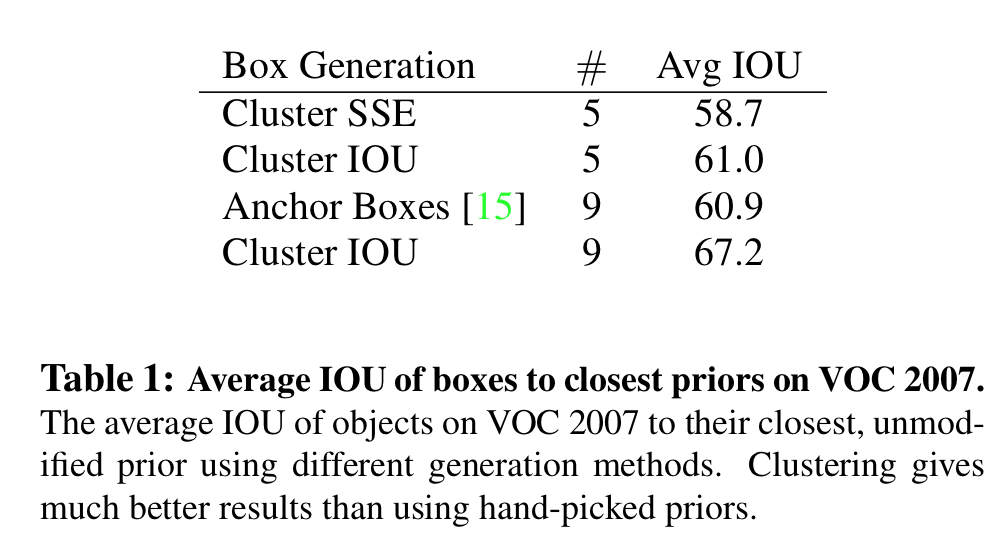 Box Generation # Avg IOU
Cluster SSE 5 58.7
Cluster IOU 5 61.0
Anchor Boxes [15] 9 60.9
Cluster IOU 9 67.2
Table 1: Average IOU of boxes to closest priors on VOC 2007.
The average IOU of objects on VOC 2007 to their closest, unmod-
ified prior using different generation methods. Clustering gives
much better results than using hand-picked priors.